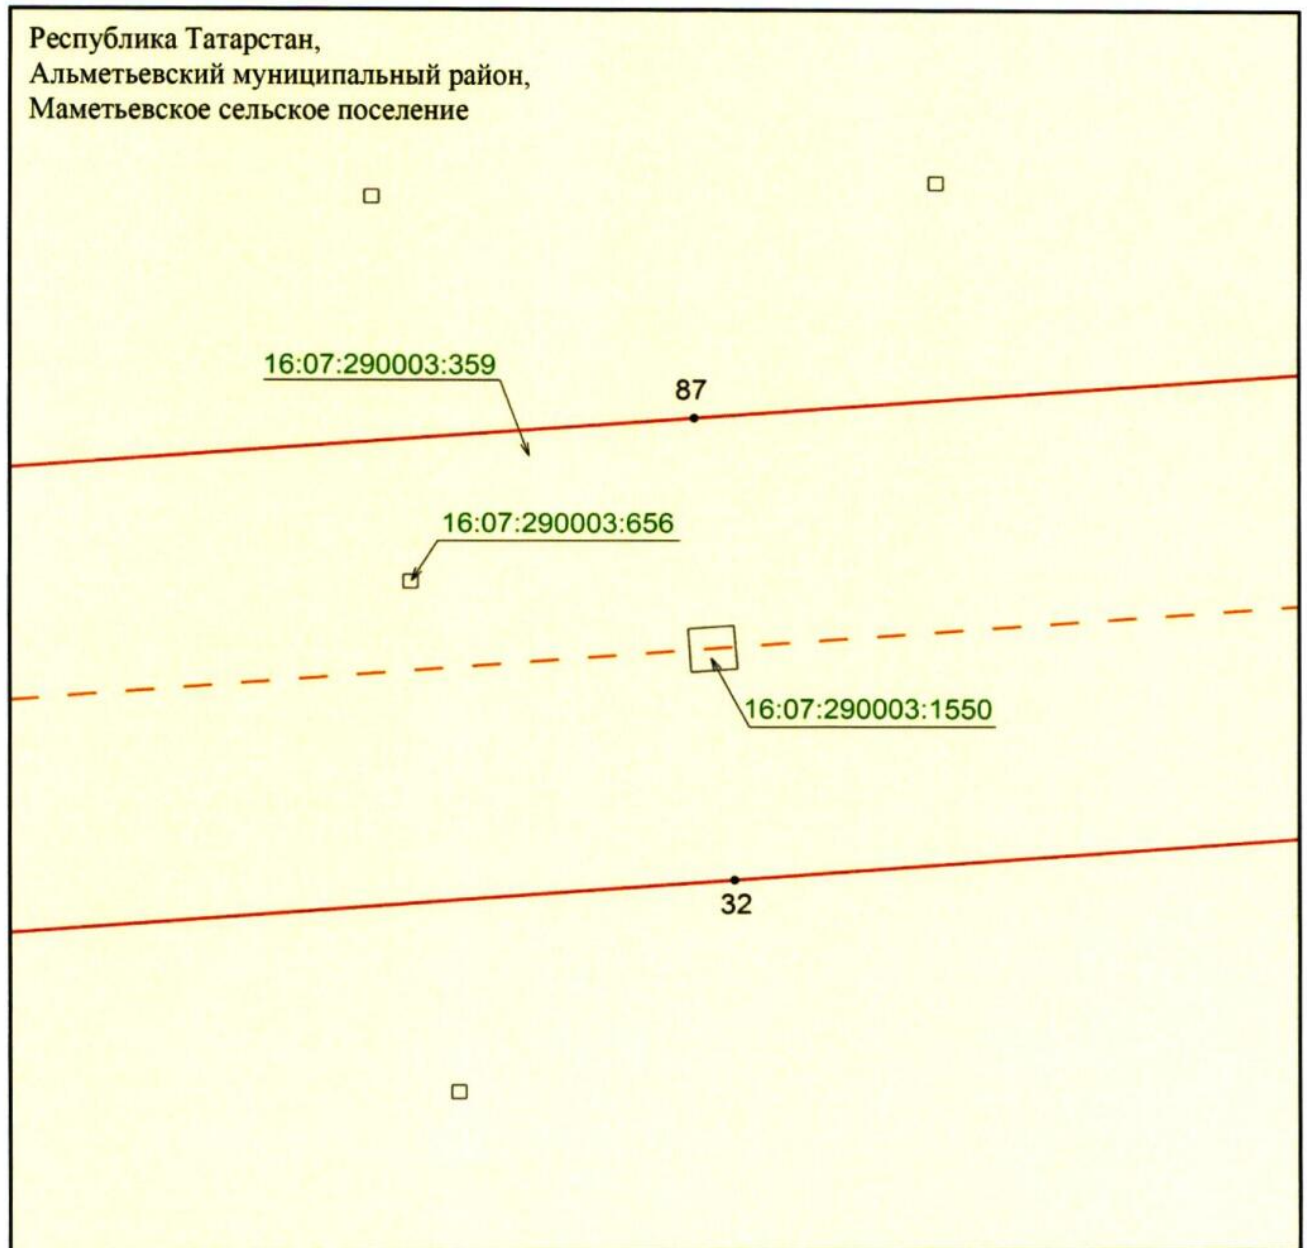 Республика Татарстан,
Альметьевский муниципальный район,
Маметьевское сельское поселение
16:07:290003:359
87
16:07:290003:656
16:07:290003:1550
32